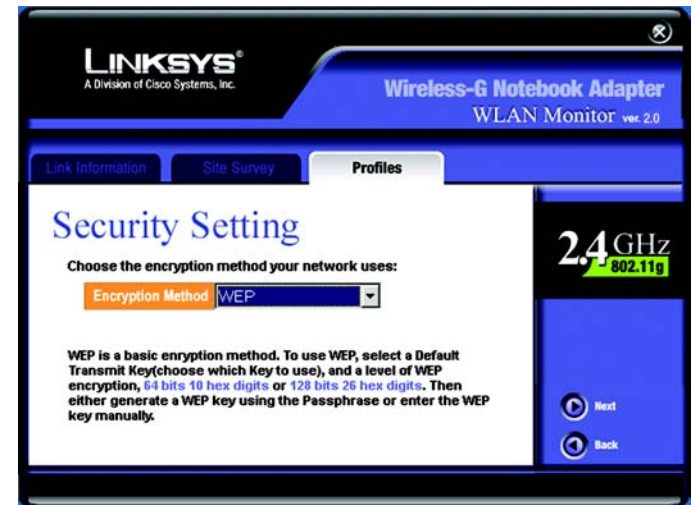 LINKSYS®
A Division of Cisco Systems, Inc.
Wireless-G Notebook Adapter
WLAN Monitor ver. 2.0
Link Information
Site Survey
Profiles
Security Setting
Choose the encryption method your network uses:
Encryption Method WEP
WEP is a basic enryption method. To use WEP, select a Default
Transmit Key(choose which Key to use), and a level of WEP
encryption, 64 bits 10 hex digits or 128 bits 26 hex digits. Then
either generate a WEP key using the Passphrase or enter the WEP
key manually.
2.4 GHz
802.11g
Next
Back